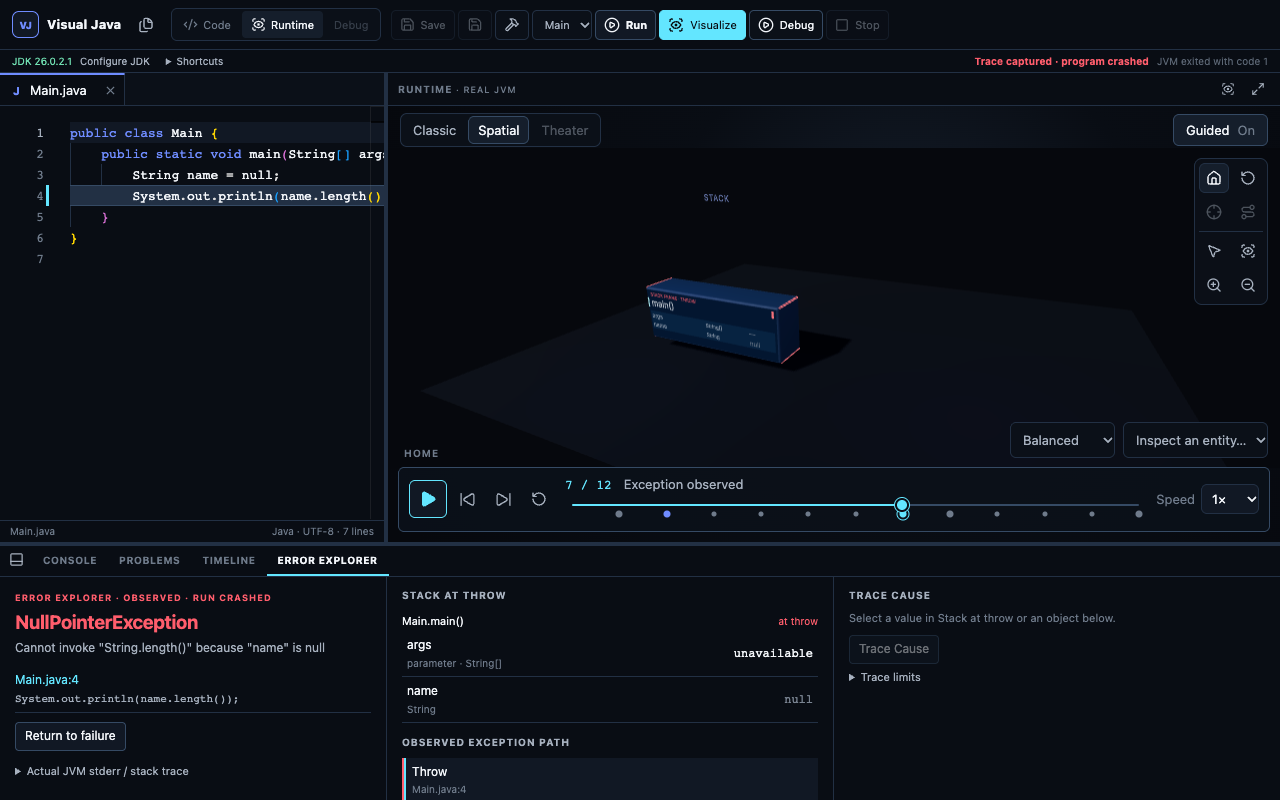 VJ Visual Java
</> Code
Runtime
Debug
Save
Main
Run
Visualize
Debug
Stop
JDK 26.0.2.1 Configure JDK Shortcuts
Trace captured · program crashed JVM exited with code 1
J Main.java
RUNTIME · REAL JVM
1 public class Main {
2 public static void main(String[] args
3 String name = null;
4 System.out.println(name.length()
5 }
6 }
7
Classic Spatial Theater
Guided On
STACK
main()
args
name
String[]
String
null
Balanced
Inspect an entity...
HOME
7 / 12 Exception observed
Speed 1×
Main.java
Java · UTF-8 · 7 lines
CONSOLE PROBLEMS TIMELINE ERROR EXPLORER
ERROR EXPLORER · OBSERVED · RUN CRASHED
NullPointerException
Cannot invoke "String.length()" because "name" is null
Main.java:4
System.out.println(name.length());
Return to failure
Actual JVM stderr / stack trace
STACK AT THROW
Main.main() at throw
args
parameter · String[]
unavailable
name
String
null
OBSERVED EXCEPTION PATH
Throw
Main.java:4
TRACE CAUSE
Select a value in Stack at throw or an object below.
Trace Cause
Trace limits